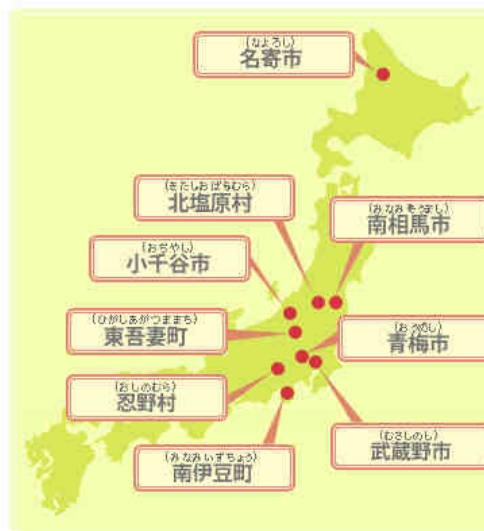 (なよろし)
名寄市
(きたしおばらむら)
北塩原村
(みなみそうまし)
南相馬市
(おぢやし)
小千谷市
(ひがしあがつままち)
東吾妻町
(おうめし)
青梅市
(おしのむら)
忍野村
(むさしのし)
武蔵野市
(みなみいずちょう)
南伊豆町